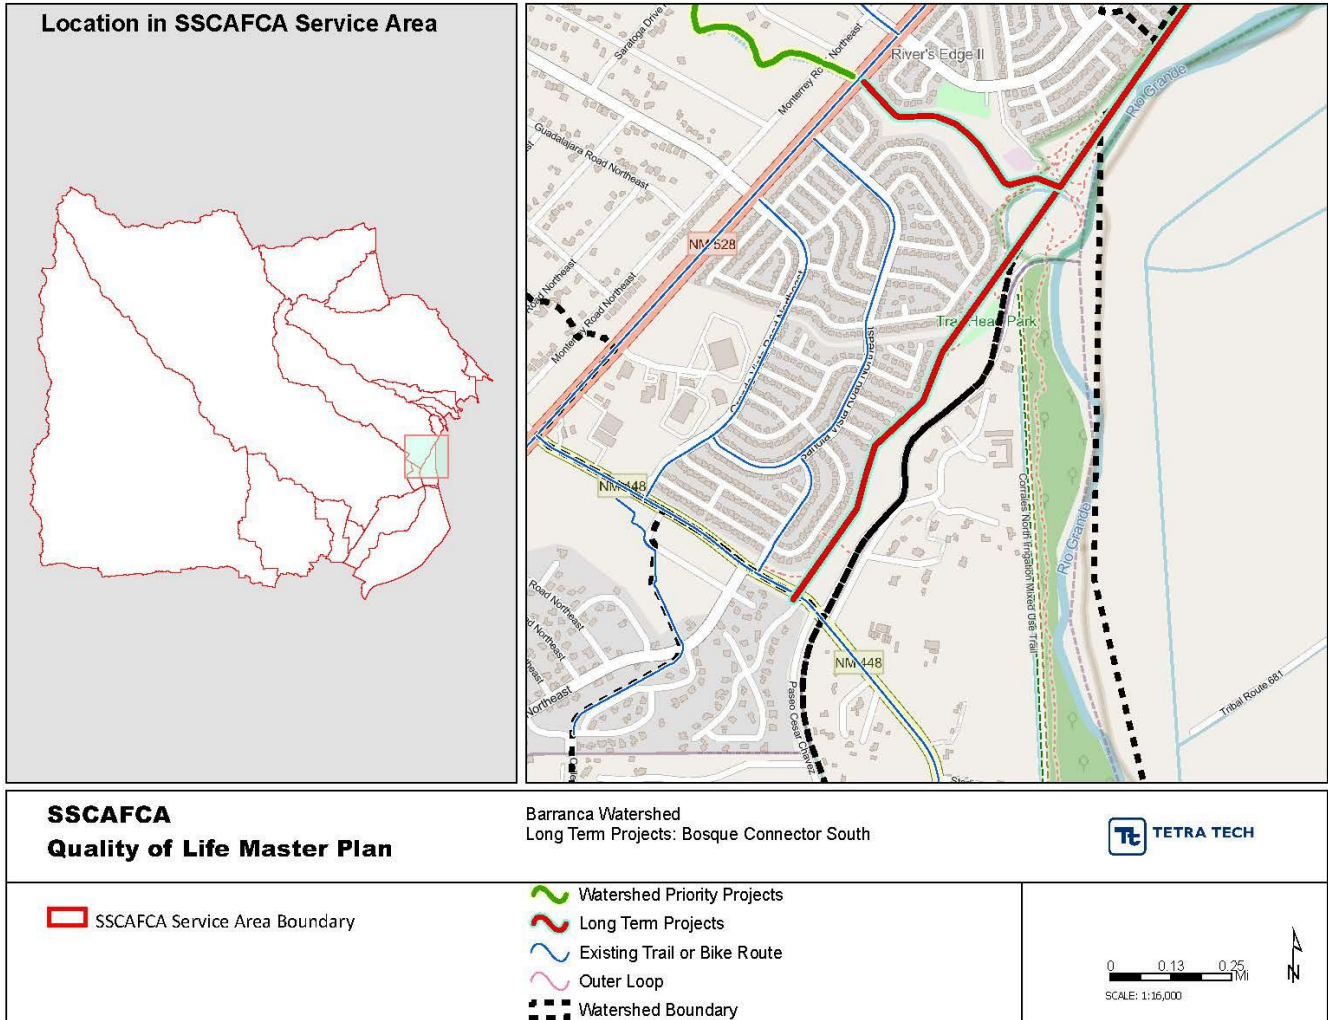 Location in SSCAFCA Service Area
Saratoga Drive
Monterrey Road Northeast
River's Edge II
Rio Grande
Guadalajara Road Northeast
NM 528
Road Northeast
Monterrey Road Northeast
Trail Head Park
NM 448
Corrales North Irrigation Mixed Use Trail
Rio Grande
Road Northeast
Northeast
NM 448
Paseo Cesar Chavez
Tribal Route 681
SSCAFCA
Quality of Life Master Plan
Barranca Watershed
Long Term Projects: Bosque Connector South
Tt TETRA TECH
SSCAFCA Service Area Boundary
Watershed Priority Projects
Long Term Projects
Existing Trail or Bike Route
Outer Loop
Watershed Boundary
0 0.13 0.25
Mi
SCALE: 1:16,000
N